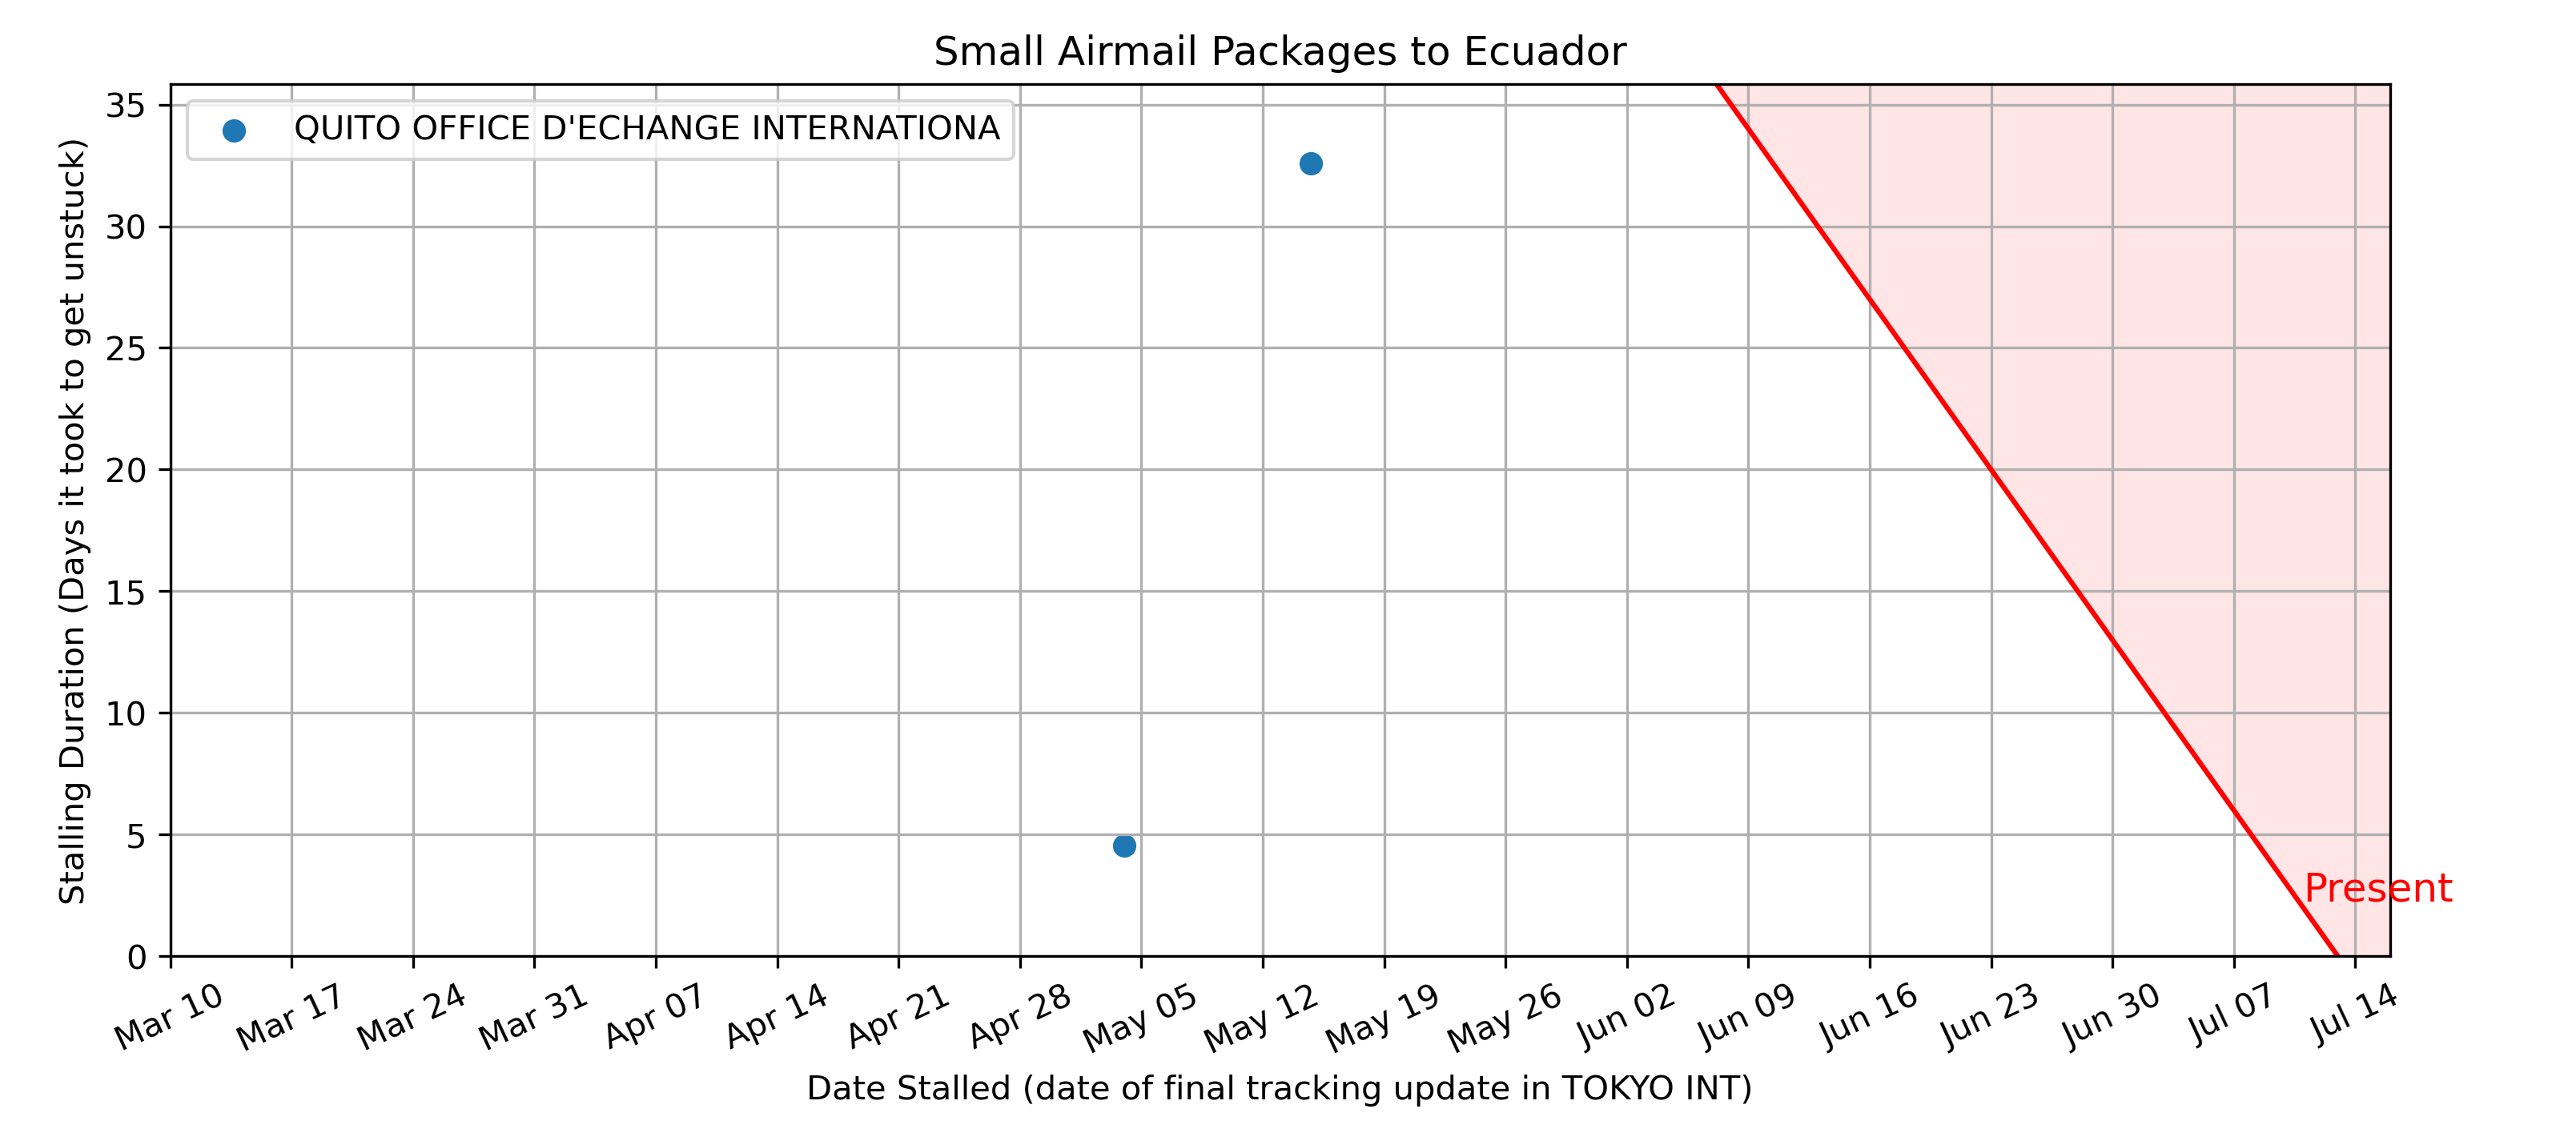 Small Airmail Packages to Ecuador
QUITO OFFICE D'ECHANGE INTERNATIONA
Stalling Duration (Days it took to get unstuck)
35
30
25
20
15
10
5
0
Present
Mar 10
Mar 17
Mar 24
Mar 31
Apr 07
Apr 14
Apr 21
Apr 28
May 05
May 12
May 19
May 26
Jun 02
Jun 09
Jun 16
Jun 23
Jun 30
Jul 07
Jul 14
Date Stalled (date of final tracking update in TOKYO INT)